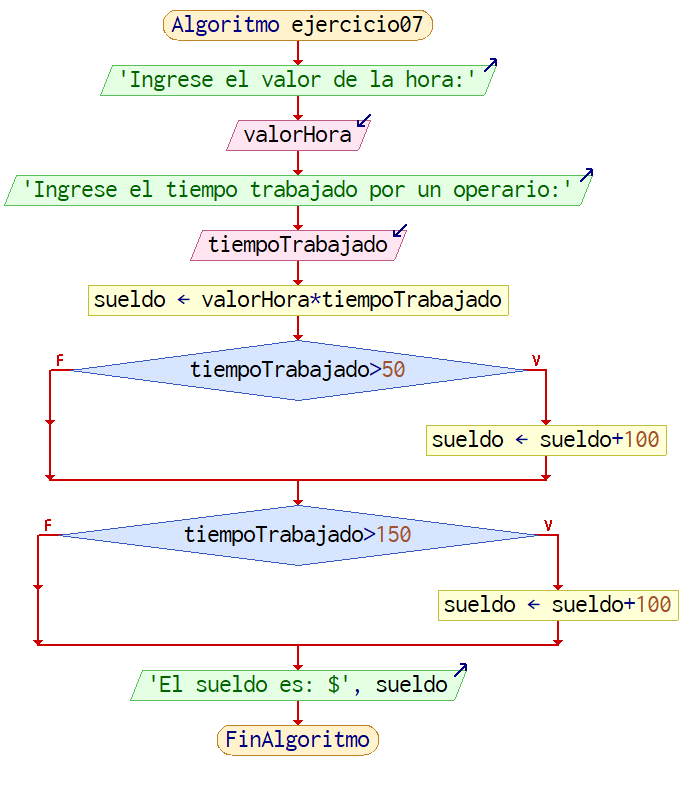 Algoritmo ejercicio07
'Ingrese el valor de la hora:'
valorHora
'Ingrese el tiempo trabajado por un operario:'
tiempoTrabajado
sueldo ← valorHora*tiempoTrabajado
F
V
tiempoTrabajado>50
sueldo ← sueldo+100
F
V
tiempoTrabajado>150
sueldo ← sueldo+100
'El sueldo es: $', sueldo
FinAlgoritmo